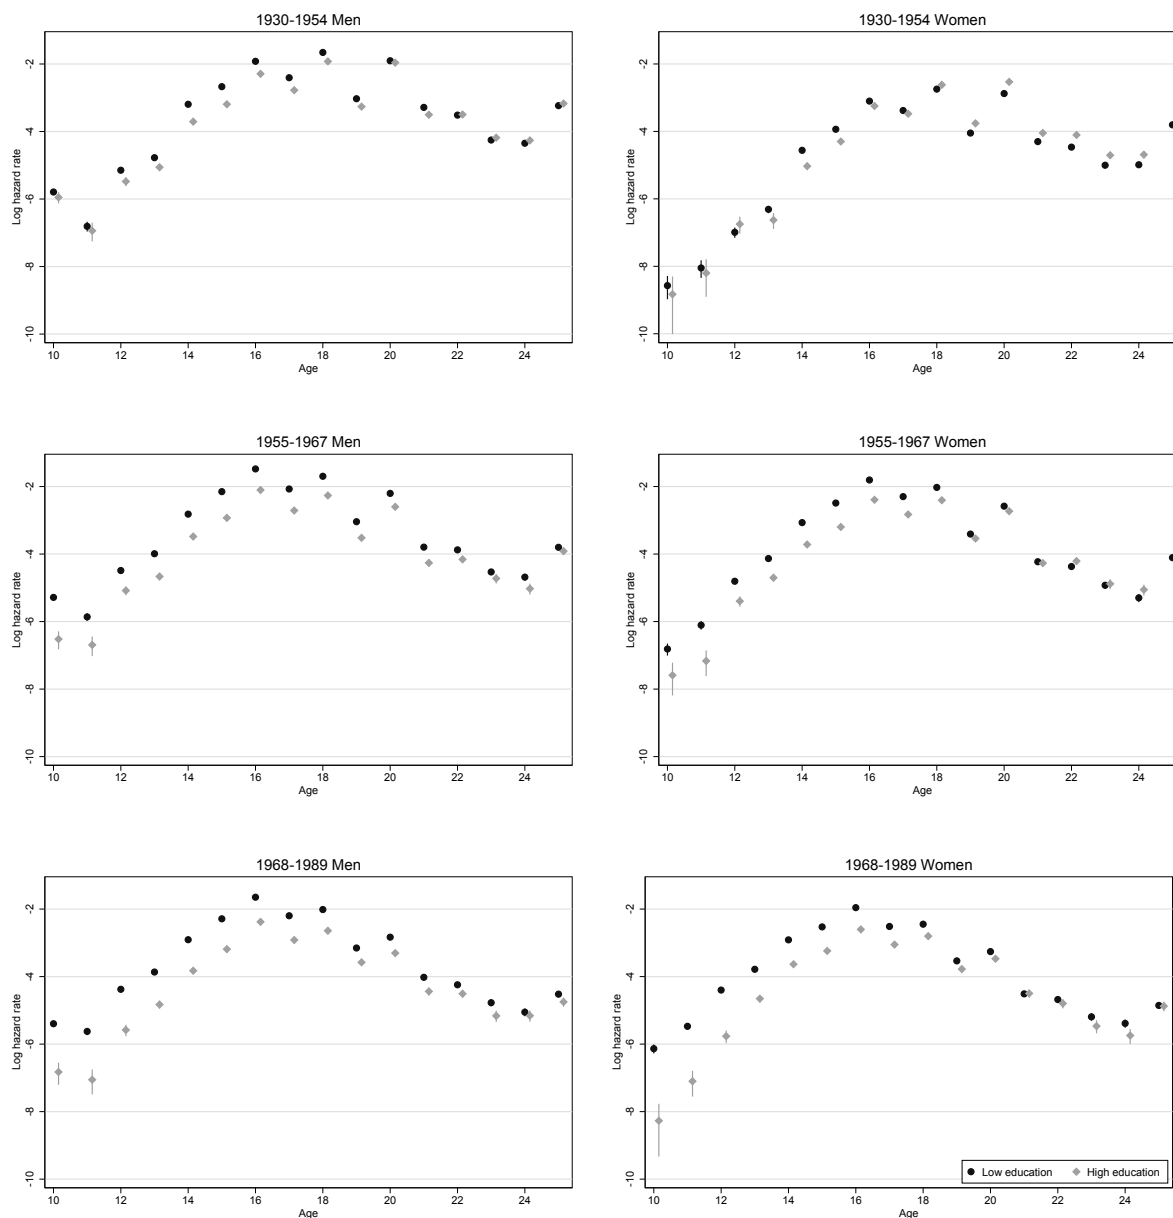 1930-1954 Men
Log hazard rate
-2
-4
-6
-8
-10
10 12 14 16 18 20 22 24
Age
1930-1954 Women
Log hazard rate
-2
-4
-6
-8
-10
10 12 14 16 18 20 22 24
Age
1955-1967 Men
Log hazard rate
-2
-4
-6
-8
-10
10 12 14 16 18 20 22 24
Age
1955-1967 Women
Log hazard rate
-2
-4
-6
-8
-10
10 12 14 16 18 20 22 24
Age
1968-1989 Men
Log hazard rate
-2
-4
-6
-8
-10
10 12 14 16 18 20 22 24
Age
1968-1989 Women
Log hazard rate
-2
-4
-6
-8
-10
Low education High education
10 12 14 16 18 20 22 24
Age